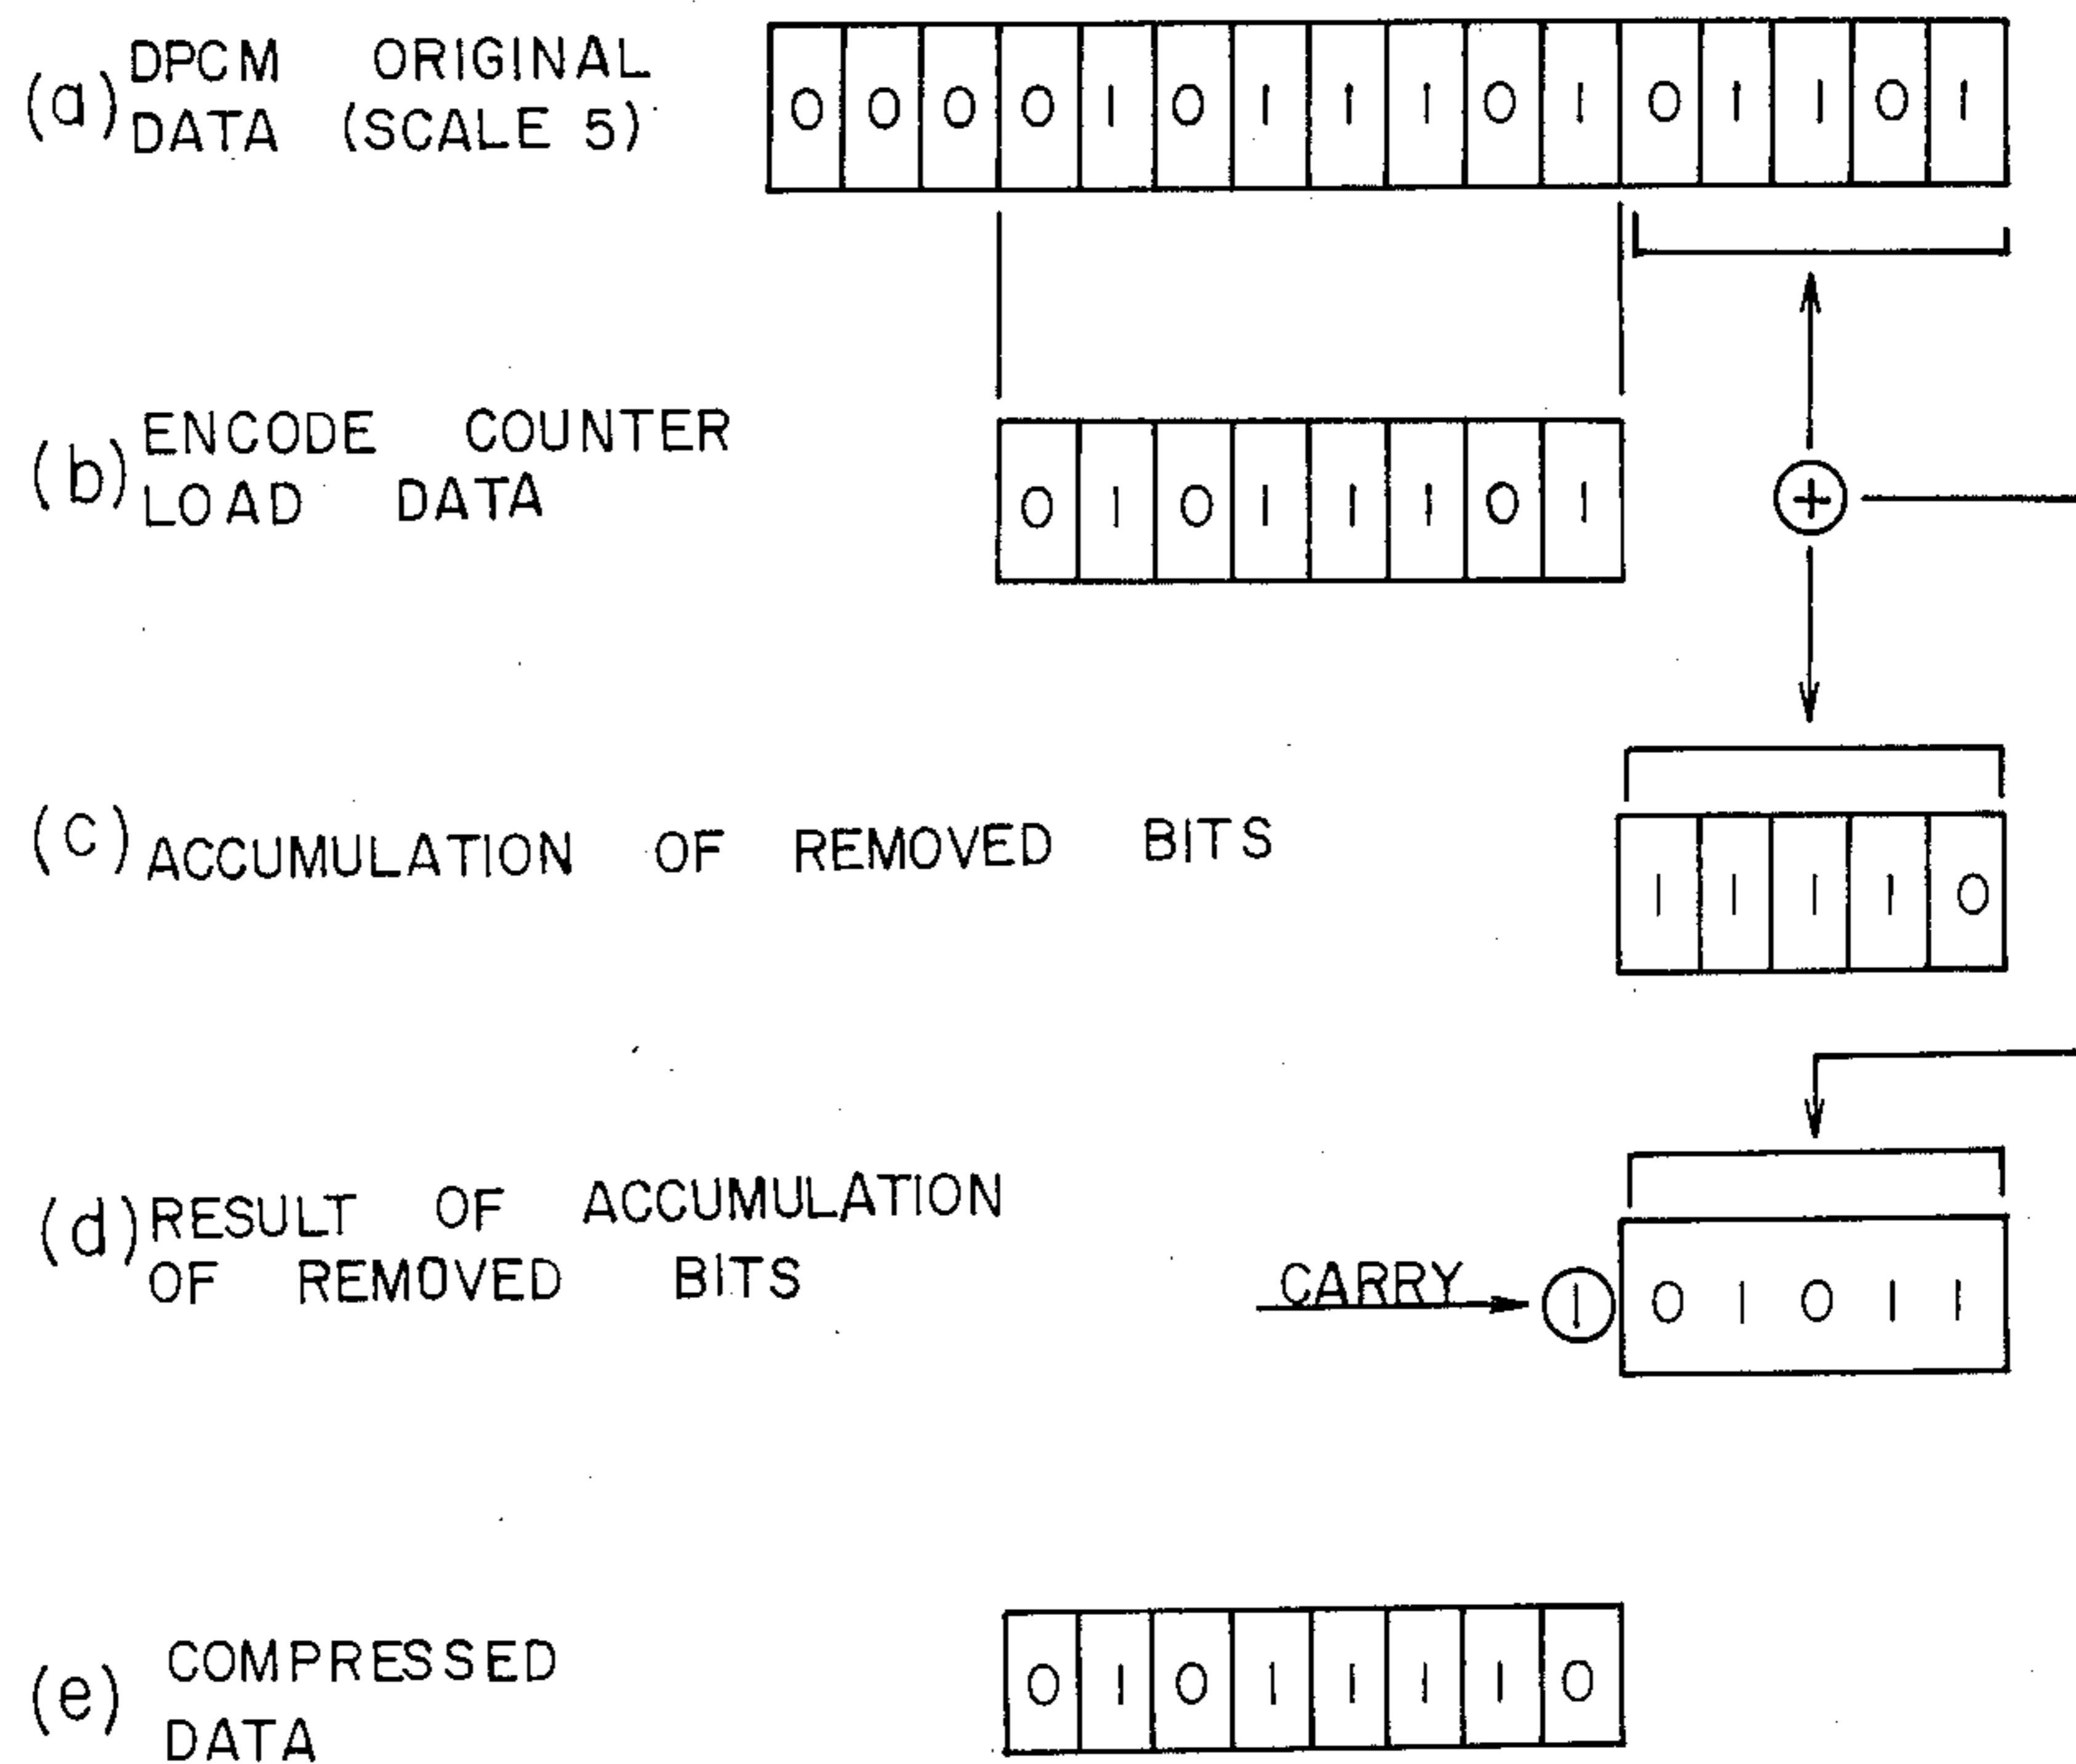 (a) DPCM ORIGINAL
DATA (SCALE 5)
0 0 0 0 1 0 1 1 1 0 1 0 1 1 0 1
(b) ENCODE COUNTER
LOAD DATA
0 1 0 1 1 1 0 1
+
(c) ACCUMULATION OF REMOVED BITS
1 1 1 1 0
(d) RESULT OF ACCUMULATION
OF REMOVED BITS
CARRY
1 0 1 0 1 1
(e) COMPRESSED
DATA
0 1 0 1 1 1 1 0